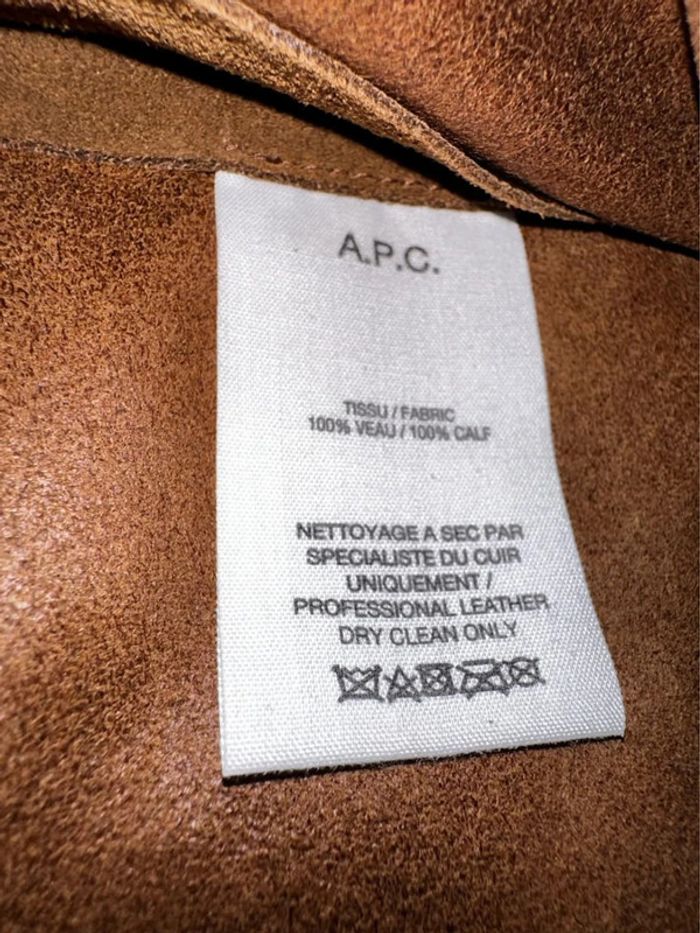 A.P.C.
TISSU / FABRIC
100% VEAU / 100% CALF
NETTOYAGE A SEC PAR
SPECIALISTE DU CUIR
UNIQUEMENT /
PROFESSIONAL LEATHER
DRY CLEAN ONLY